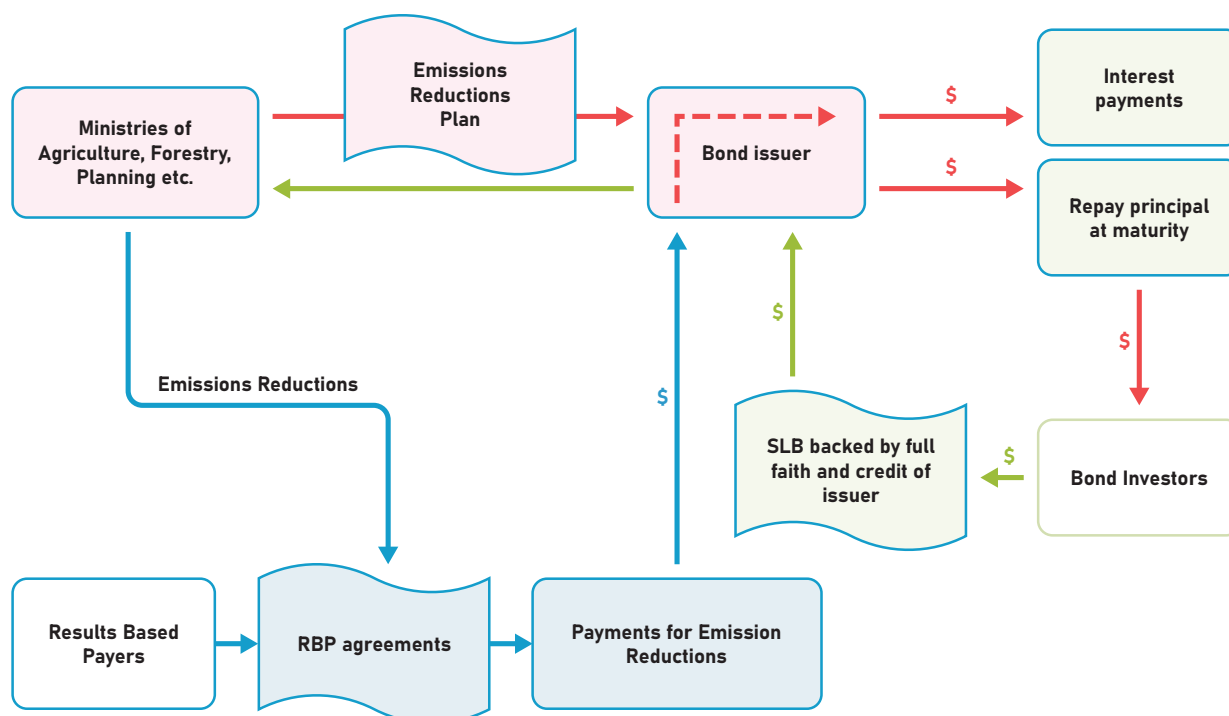 Emissions
Reductions
Plan
Ministries of
Agriculture, Forestry,
Planning etc.
Bond issuer
$
Interest
payments
$
Repay principal
at maturity
$
$
$
Emissions Reductions
$
SLB backed by full
faith and credit of
issuer
Bond Investors
Results Based
Payers
RBP agreements
Payments for Emission
Reductions